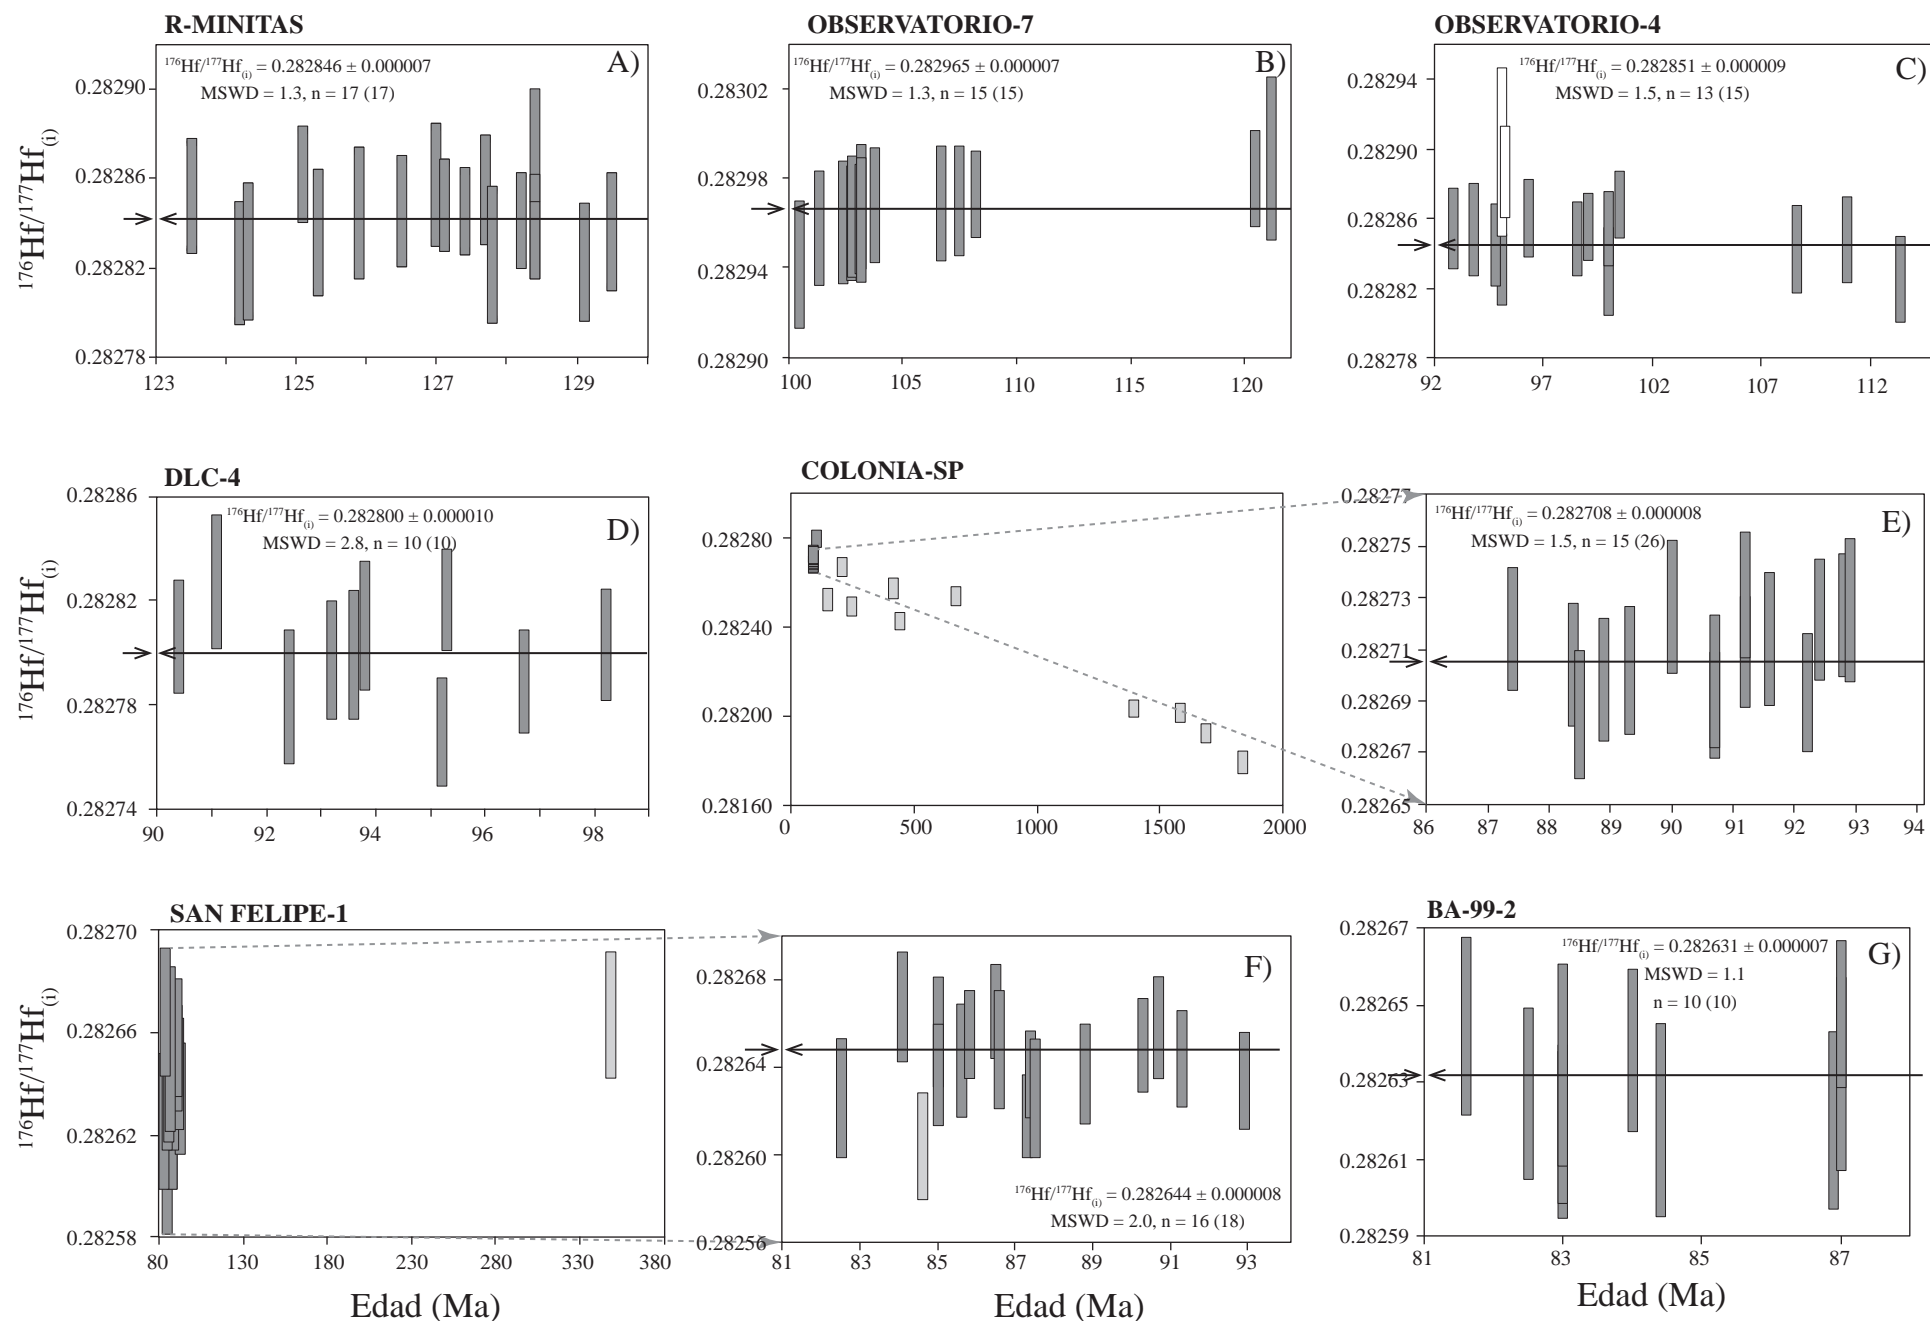 R-MINITAS
176Hf/177Hf(i) = 0.282846 ± 0.000007
MSWD = 1.3, n = 17 (17)
A)
176Hf/177Hf(i)
0.28290
0.28286
0.28282
0.28278
123
125
127
129
OBSERVATORIO-7
176Hf/177Hf(i) = 0.282965 ± 0.000007
MSWD = 1.3, n = 15 (15)
B)
0.28302
0.28298
0.28294
0.28290
100
105
110
115
120
OBSERVATORIO-4
176Hf/177Hf(i) = 0.282851 ± 0.000009
MSWD = 1.5, n = 13 (15)
C)
0.28294
0.28290
0.28286
0.28282
0.28278
92
97
102
107
112
DLC-4
176Hf/177Hf(i) = 0.282800 ± 0.000010
MSWD = 2.8, n = 10 (10)
D)
176Hf/177Hf(i)
0.28286
0.28282
0.28278
0.28274
90
92
94
96
98
COLONIA-SP
0.28280
0.28240
0.28200
0.28160
0
500
1000
1500
2000
176Hf/177Hf(i) = 0.282708 ± 0.000008
MSWD = 1.5, n = 15 (26)
E)
0.28277
0.28275
0.28273
0.28271
0.28269
0.28267
0.28265
86
87
88
89
90
91
92
93
94
SAN FELIPE-1
176Hf/177Hf(i)
0.28270
0.28266
0.28262
0.28258
80
130
180
230
280
330
380
Edad (Ma)
F)
0.28268
0.28264
0.28260
0.28256
176Hf/177Hf(i) = 0.282644 ± 0.000008
MSWD = 2.0, n = 16 (18)
81
83
85
87
89
91
93
Edad (Ma)
BA-99-2
176Hf/177Hf(i) = 0.282631 ± 0.000007
MSWD = 1.1
n = 10 (10)
G)
0.28267
0.28265
0.28263
0.28261
0.28259
81
83
85
87
Edad (Ma)